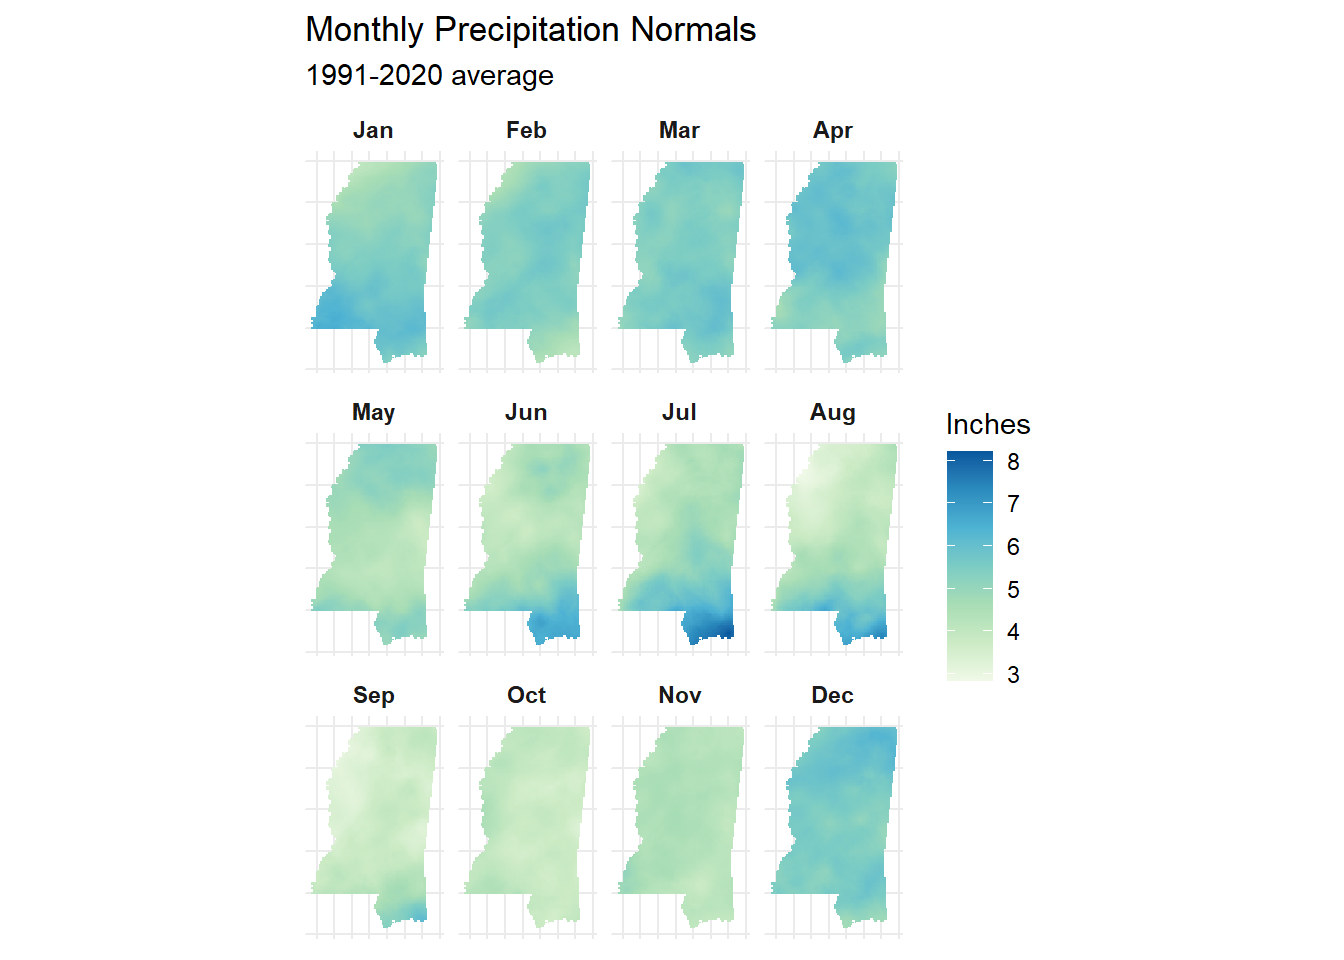 Monthly Precipitation Normals
1991-2020 average
Jan Feb Mar Apr
May Jun Jul Aug
Inches
8
7
6
5
4
3
Sep Oct Nov Dec